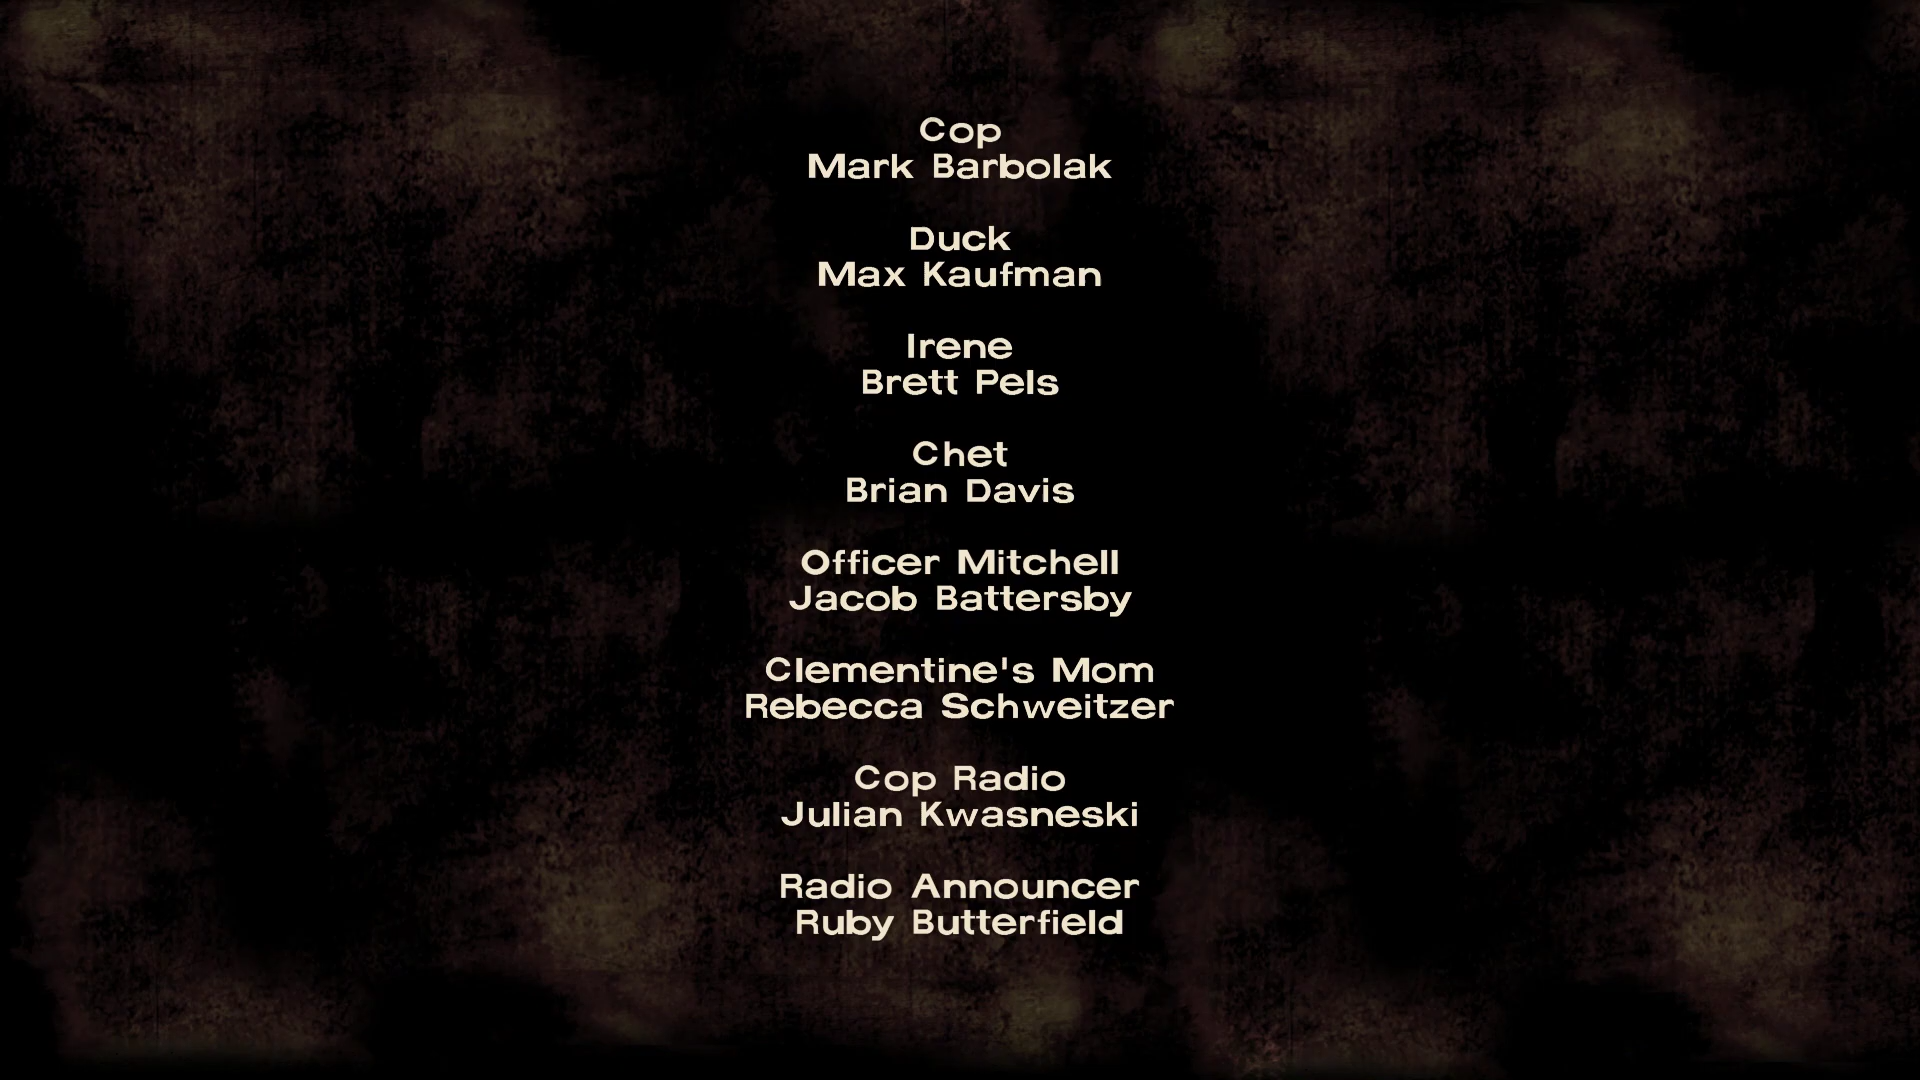 Cop
Mark Barbolak
Duck
Max Kaufman
Irene
Brett Pels
Chet
Brian Davis
Officer Mitchell
Jacob Battersby
Clementine's Mom
Rebecca Schweitzer
Cop Radio
Julian Kwasneski
Radio Announcer
Ruby Butterfield